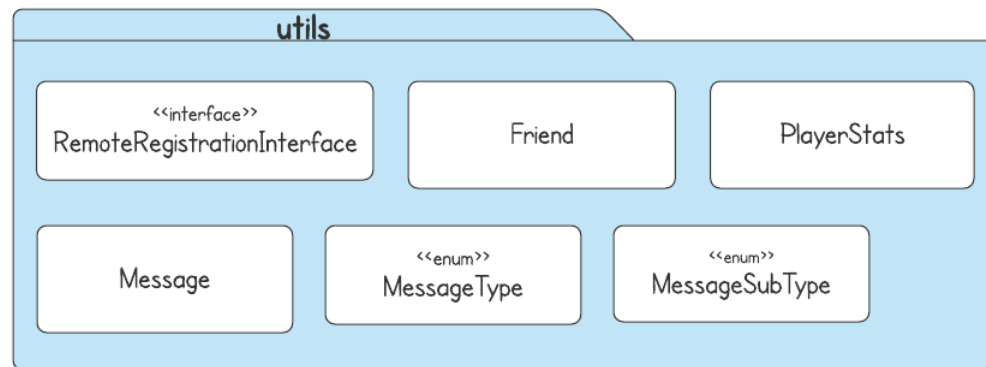 utils
<<interface>>
RemoteRegistrationInterface
Friend
PlayerStats
Message
<<enum>>
MessageType
<<enum>>
MessageSubType